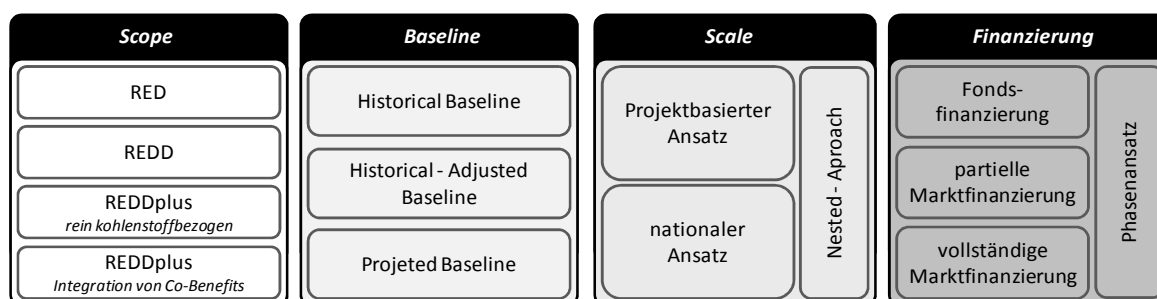 Scope
RED
REDD
REDDplus
rein kohlenstoffbezogen
REDDplus
Integration von Co-Benefits
Baseline
Historical Baseline
Historical - Adjusted
Baseline
Projeted Baseline
Scale
Projektbasierter
Ansatz
nationaler
Ansatz
Nested - Aproach
Finanzierung
Fonds-
finanzierung
partielle
Marktfinanzierung
vollständige
Marktfinanzierung
Phasenansatz